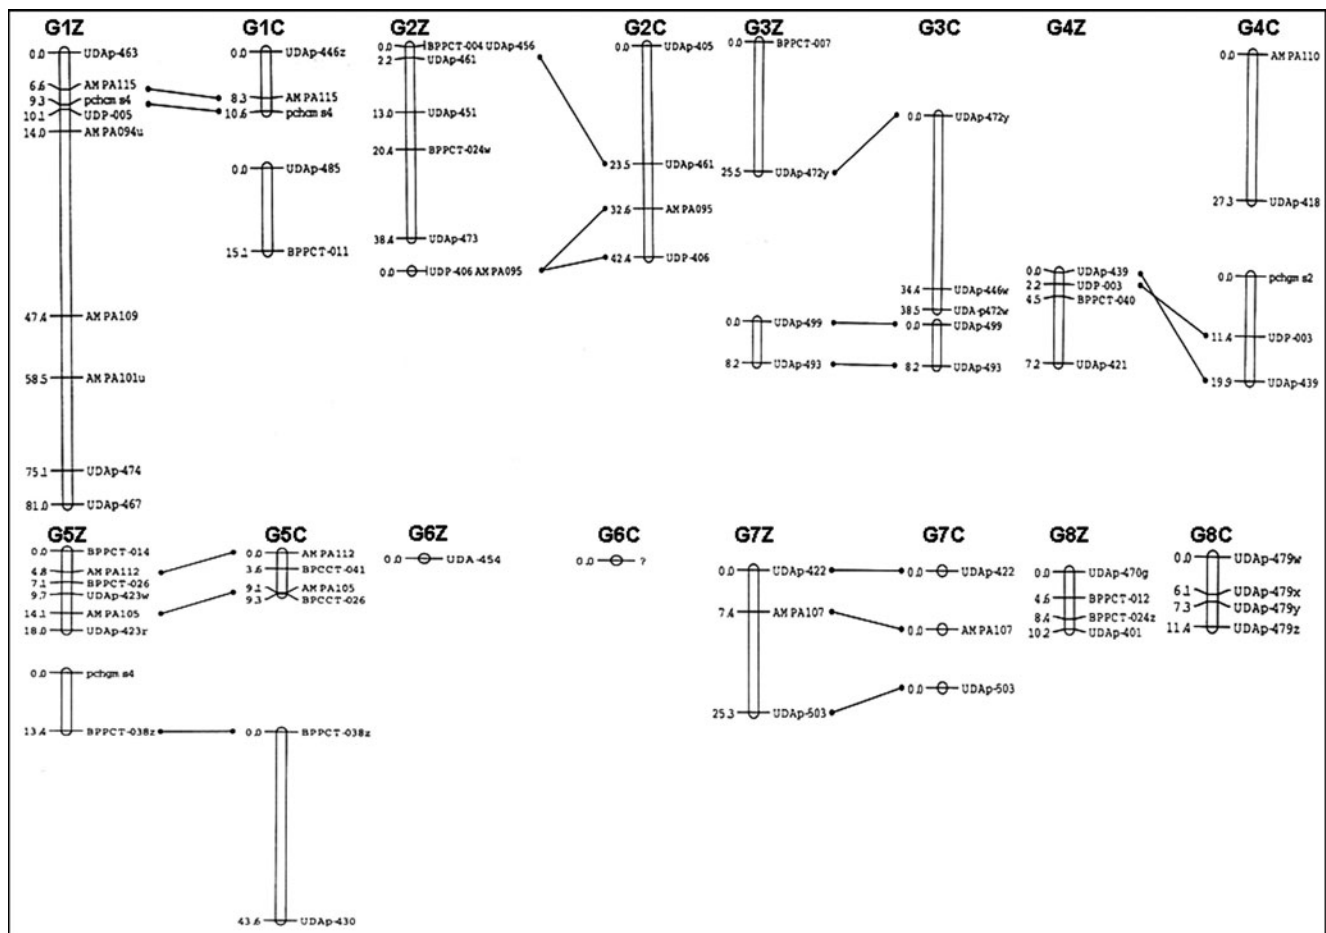 G1Z
0.0 UDAp-463
6.6 AMPA115
9.3 pchcms4
10.1 UDP-005
14.0 AMPA094u
47.4 AMPA109
58.5 AMPA101u
75.1 UDAp-474
81.0 UDAp-467
G1C
0.0 UDAp-446z
8.3 AMPA115
10.6 pchcms4
0.0 UDAp-485
15.1 BPPCT-011
G2Z
0.0 BPPCT-004 UDAp-456
2.2 UDAp-461
13.0 UDAp-451
20.4 BPPCT-024w
38.4 UDAp-473
0.0 UDP-406 AMPA095
G2C
0.0 UDAp-405
23.5 UDAp-461
32.6 AMPA095
42.4 UDP-406
G3Z
0.0 BPPCT-007
25.5 UDAp-472y
0.0 UDAp-499
8.2 UDAp-493
G3C
0.0 UDAp-472y
34.4 UDAp-446w
38.5 UDA-p472w
0.0 UDAp-499
8.2 UDAp-493
G4Z
0.0 UDAp-439
2.2 UDP-003
4.5 BPPCT-040
7.2 UDAp-421
G4C
0.0 AMPA110
27.3 UDAp-418
0.0 pchgms2
11.4 UDP-003
19.9 UDAp-439
G5Z
0.0 BPPCT-014
4.8 AMPA112
7.1 BPPCT-026
9.7 UDAp-423w
14.1 AMPA105
18.0 UDAp-423r
0.0 pchgms4
13.4 BPPCT-038z
G5C
0.0 AMPA112
3.6 BPCCT-041
9.1 AMPA105
9.3 BPCCT-026
0.0 BPPCT-038z
43.6 UDAp-430
G6Z
0.0 UDA-454
G6C
0.0 ?
G7Z
0.0 UDAp-422
7.4 AMPA107
25.3 UDAp-503
G7C
0.0 UDAp-422
0.0 AMPA107
0.0 UDAp-503
G8Z
0.0 UDAp-470g
4.6 BPPCT-012
8.4 BPPCT-024z
10.2 UDAp-401
G8C
0.0 UDAp-479w
6.1 UDAp-479x
7.3 UDAp-479y
11.4 UDAp-479z